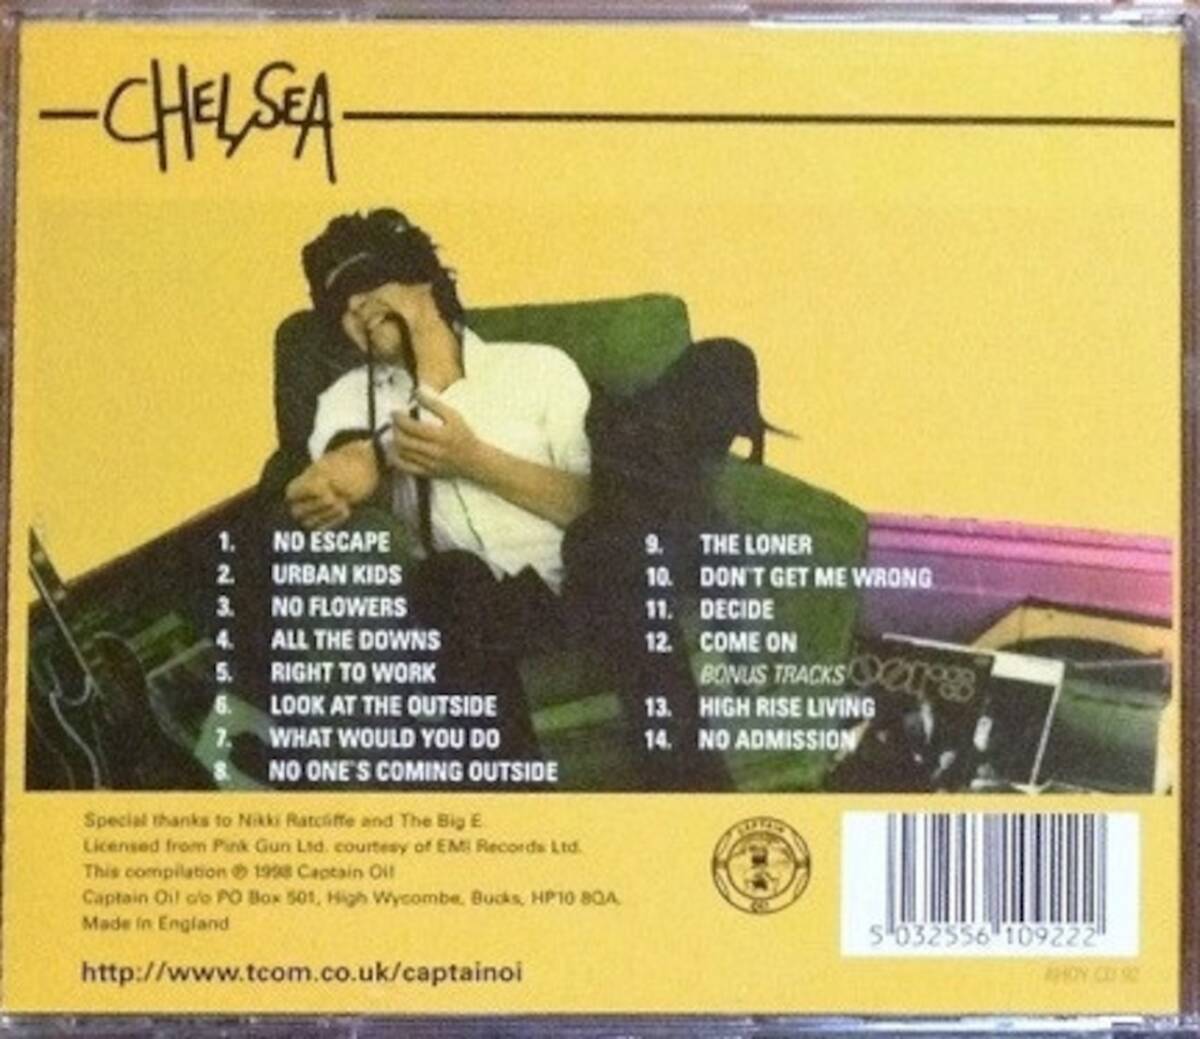 CHELSEA
1. NO ESCAPE
2. URBAN KIDS
3. NO FLOWERS
4. ALL THE DOWNS
5. RIGHT TO WORK
6. LOOK AT THE OUTSIDE
7. WHAT WOULD YOU DO
8. NO ONE'S COMING OUTSIDE
9. THE LONER
10. DON'T GET ME WRONG
11. DECIDE
12. COME ON
BONUS TRACKS
13. HIGH RISE LIVING
14. NO ADMISSION
Special thanks to Nikki Ratcliffe and The Big E.
Licensed from Pink Gun Ltd. courtesy of EMI Records Ltd.
This compilation ℗ 1998 Captain Oi!
Captain Oi! c/o PO Box 501, High Wycombe, Bucks, HP10 8QA.
Made In England
http://www.tcom.co.uk/captainoi
CAPTAIN
OI!
5 032556 109222
AHOY CD 92